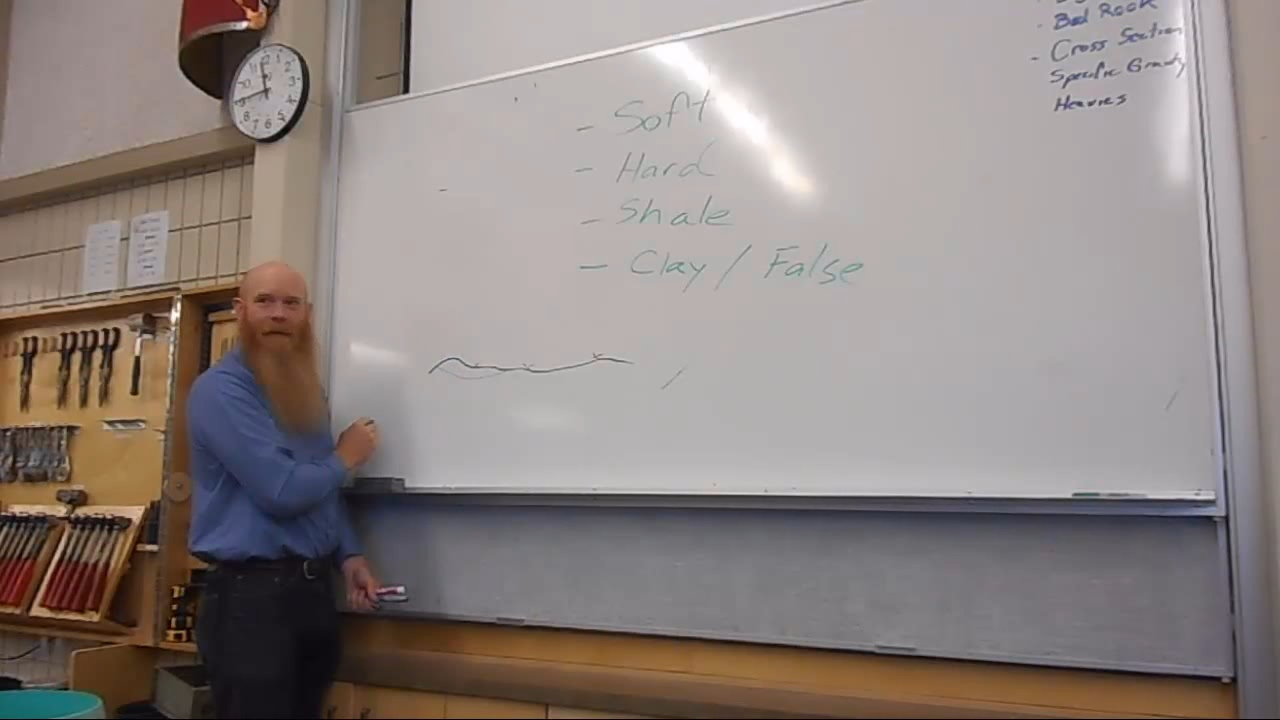 - Soft
- Hard
- Shale
- Clay / False
- Bed Rock
- Cross Section
Specific Gravity
Heavies